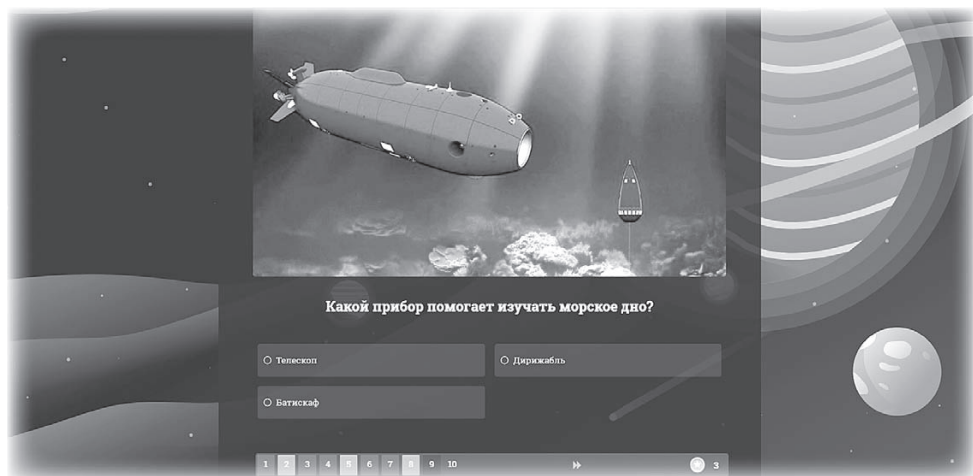 Какой прибор помогает изучать морское дно?
Телескоп
Дирижабль
Батискаф
1 2 3 4 5 6 7 8 9 10 3